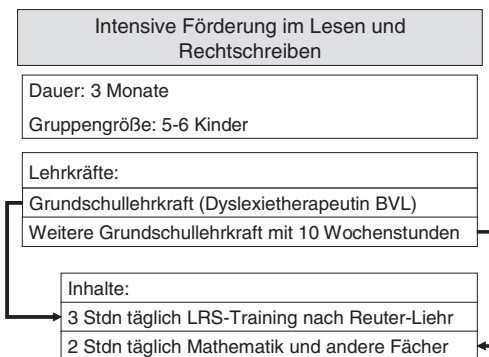 Intensive Förderung im Lesen und
Rechtschreiben
Dauer: 3 Monate
Gruppengröße: 5-6 Kinder
Lehrkräfte:
Grundschullehrkraft (Dyslexietherapeutin BVL)
Weitere Grundschullehrkraft mit 10 Wochenstunden
Inhalte:
3 Stdn täglich LRS-Training nach Reuter-Liehr
2 Stdn täglich Mathematik und andere Fächer